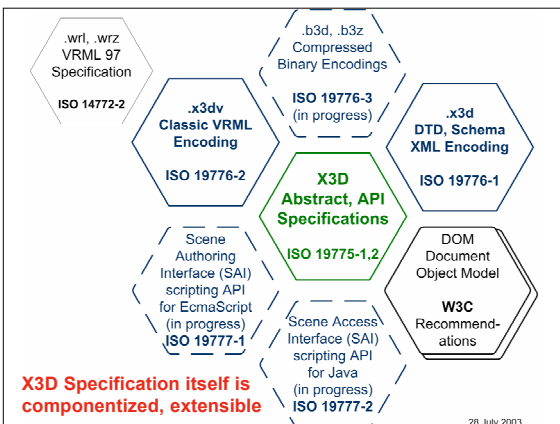 .wrl, .wrz
VRML 97
Specification
ISO 14772-2
.b3d, .b3z
Compressed
Binary Encodings
ISO 19776-3
(in progress)
.x3dv
Classic VRML
Encoding
ISO 19776-2
.x3d
DTD, Schema
XML Encoding
ISO 19776-1
X3D
Abstract, API
Specifications
ISO 19775-1,2
Scene
Authoring
Interface (SAI)
scripting API
for EcmaScript
(in progress)
ISO 19777-1
DOM
Document
Object Model
W3C
Recommend-
ations
Scene Access
Interface (SAI)
scripting API
for Java
(in progress)
ISO 19777-2
X3D Specification itself is
componentized, extensible
28 July 2003